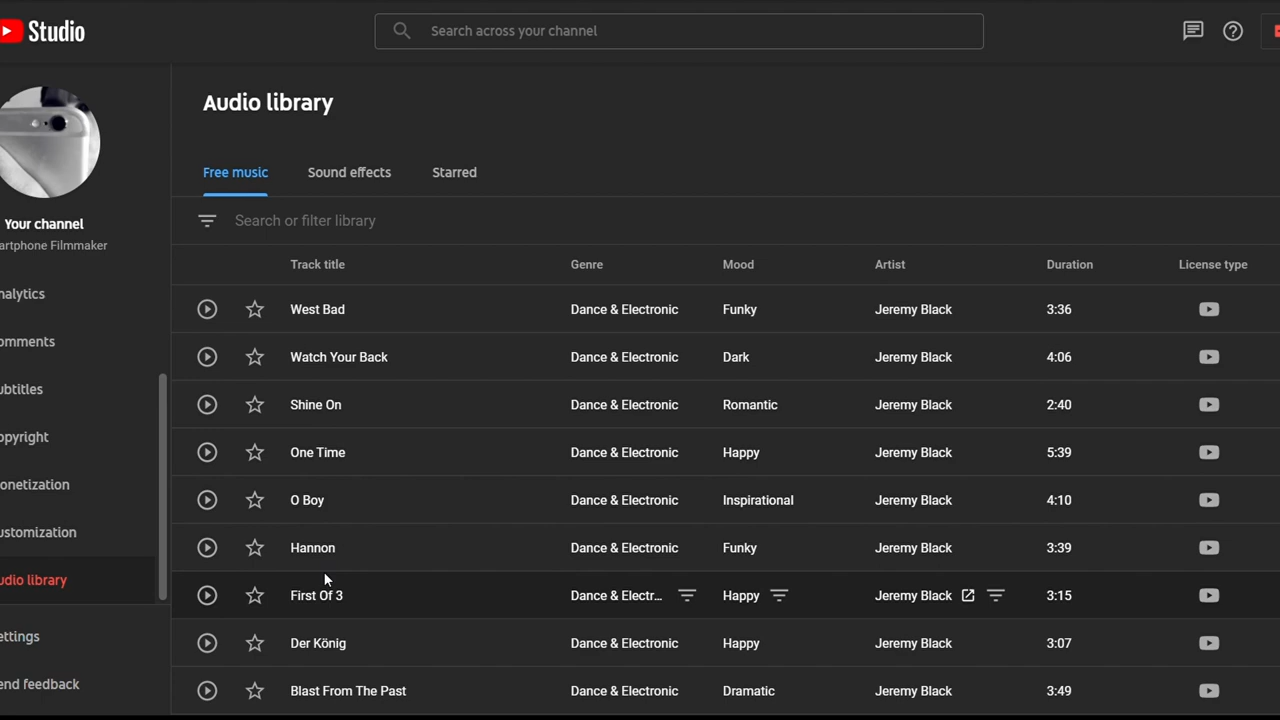 Studio
Search across your channel
Audio library
Free music Sound effects Starred
Search or filter library
Your channel
artphone Filmmaker
nalytics
omments
ubtitles
opyright
onetization
ustomization
udio library
ettings
end feedback
Track title Genre Mood Artist Duration License type
West Bad Dance & Electronic Funky Jeremy Black 3:36
Watch Your Back Dance & Electronic Dark Jeremy Black 4:06
Shine On Dance & Electronic Romantic Jeremy Black 2:40
One Time Dance & Electronic Happy Jeremy Black 5:39
O Boy Dance & Electronic Inspirational Jeremy Black 4:10
Hannon Dance & Electronic Funky Jeremy Black 3:39
First Of 3 Dance & Electr... Happy Jeremy Black 3:15
Der König Dance & Electronic Happy Jeremy Black 3:07
Blast From The Past Dance & Electronic Dramatic Jeremy Black 3:49